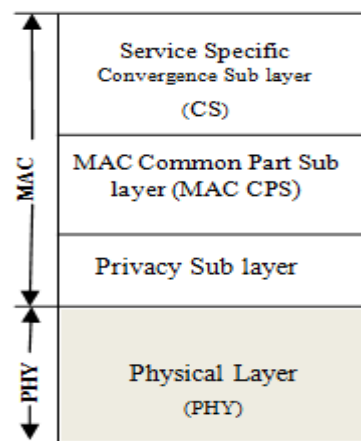 Service Specific
Convergence Sub layer
(CS)
MAC Common Part Sub
layer (MAC CPS)
Privacy Sub layer
Physical Layer
(PHY)
MAC
PHY